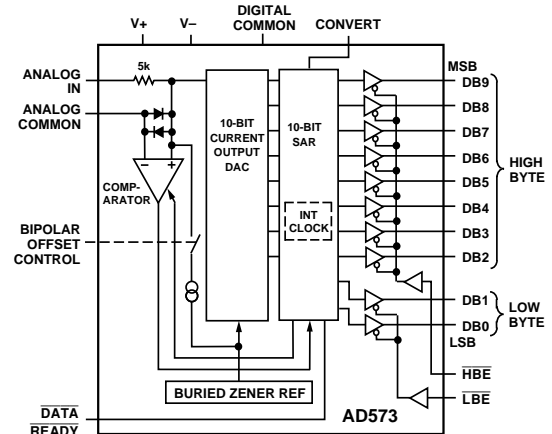 V+
V–
DIGITAL
COMMON
CONVERT
MSB
ANALOG
IN
5k
DB9
ANALOG
COMMON
DB8
10-BIT
CURRENT
OUTPUT
DAC
10-BIT
SAR
DB7
DB6
HIGH
BYTE
– +
COMP-
ARATOR
DB5
DB4
INT
CLOCK
DB3
BIPOLAR
OFFSET
CONTROL
DB2
DB1
LOW
BYTE
DB0
LSB
HBE
BURIED ZENER REF
LBE
DATA
READY
AD573